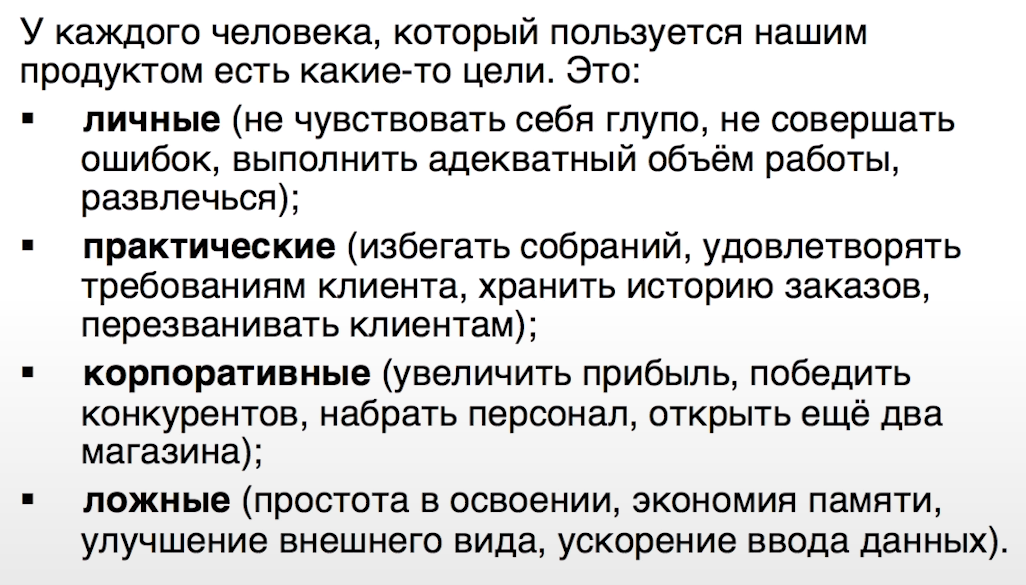 У каждого человека, который пользуется нашим
продуктом есть какие-то цели. Это:
▪ личные (не чувствовать себя глупо, не совершать
ошибок, выполнить адекватный объём работы,
развлечься);
▪ практические (избегать собраний, удовлетворять
требованиям клиента, хранить историю заказов,
перезванивать клиентам);
▪ корпоративные (увеличить прибыль, победить
конкурентов, набрать персонал, открыть ещё два
магазина);
▪ ложные (простота в освоении, экономия памяти,
улучшение внешнего вида, ускорение ввода данных).